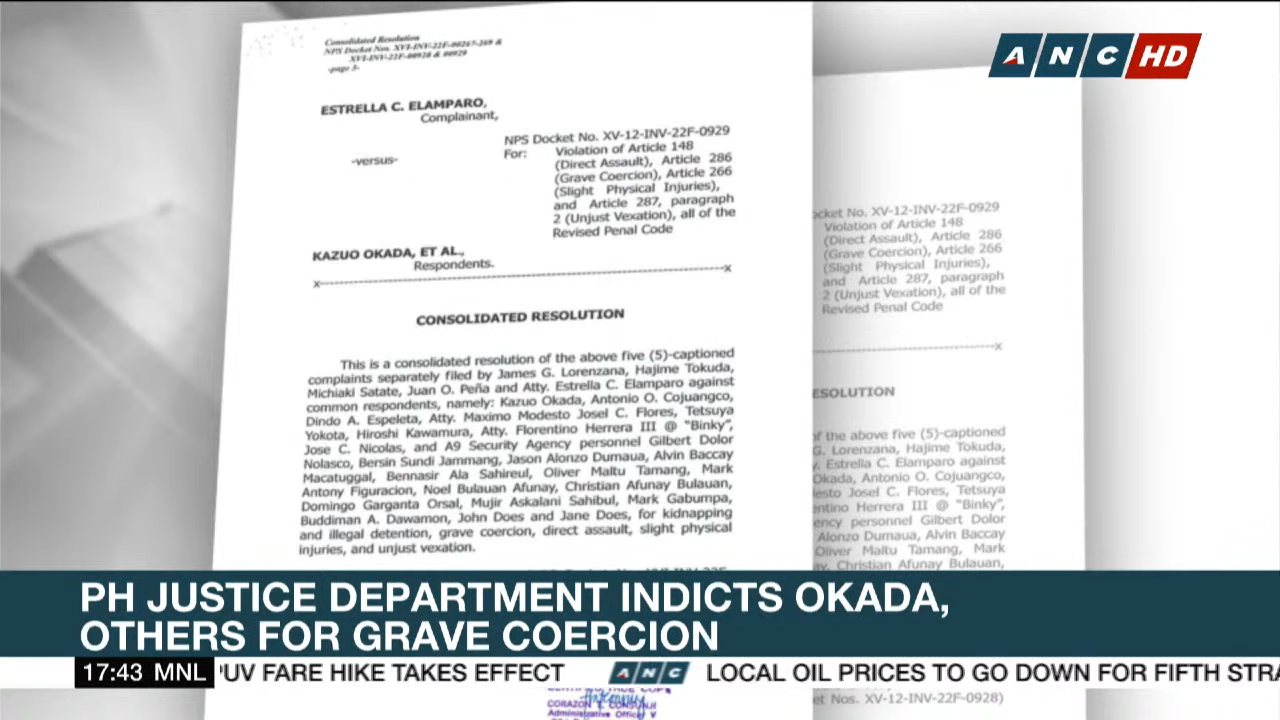 Consolidated Resolution
NPS Docket Nos. XVI-INV-22F-00267-269 &
XVI-INV-22F-00928 & 00929
-page 3-
ANC HD
ESTRELLA C. ELAMPARO,
Complainant,
-versus-
NPS Docket No. XV-12-INV-22F-0929
For: Violation of Article 148
(Direct Assault), Article 286
(Grave Coercion), Article 266
(Slight Physical Injuries),
and Article 287, paragraph
2 (Unjust Vexation), all of the
Revised Penal Code
KAZUO OKADA, ET AL.,
Respondents.
x-----------------------------------------------------------x
CONSOLIDATED RESOLUTION
This is a consolidated resolution of the above five (5)-captioned
complaints separately filed by James G. Lorenzana, Hajime Tokuda,
Michiaki Satate, Juan O. Peña and Atty. Estrella C. Elamparo against
common respondents, namely: Kazuo Okada, Antonio O. Cojuangco,
Dindo A. Espeleta, Atty. Maximo Modesto Josel C. Flores, Tetsuya
Yokota, Hiroshi Kawamura, Atty. Florentino Herrera III @ "Binky",
Jose C. Nicolas, and A9 Security Agency personnel Gilbert Dolor
Nolasco, Bersin Sundi Jammang, Jason Alonzo Dumaua, Alvin Baccay
Macatuggal, Bennasir Ala Sahireul, Oliver Maltu Tamang, Mark
Antony Figuracion, Noel Bulauan Afunay, Christian Afunay Bulauan,
Domingo Garganta Orsal, Mujir Askalani Sahibul, Mark Gabumpa,
Buddiman A. Dawamon, John Does and Jane Does, for kidnapping
and illegal detention, grave coercion, direct assault, slight physical
injuries, and unjust vexation.
ocket No. XV-12-INV-22F-0929
Violation of Article 148
(Direct Assault), Article 286
(Grave Coercion), Article 266
(Slight Physical Injuries),
and Article 287, paragraph
2 (Unjust Vexation), all of the
Revised Penal Code
-----------------------x
ESOLUTION
of the above five (5)-captioned
G. Lorenzana, Hajime Tokuda,
. Estrella C. Elamparo against
Okada, Antonio O. Cojuangco,
desto Josel C. Flores, Tetsuya
entino Herrera III @ "Binky",
ency personnel Gilbert Dolor
Alonzo Dumaua, Alvin Baccay
Oliver Maltu Tamang, Mark
ay, Christian Afunay Bulauan,
PH JUSTICE DEPARTMENT INDICTS OKADA,
OTHERS FOR GRAVE COERCION
17:43 MNL PUV FARE HIKE TAKES EFFECT ANC LOCAL OIL PRICES TO GO DOWN FOR FIFTH STRA
et Nos. XV-12-INV-22F-0928)
CORAZON
Administrative Officer V